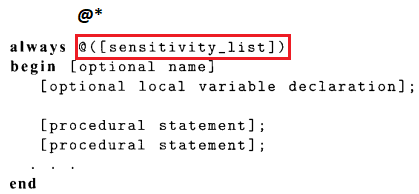 @*
always @([sensitivity_list])
begin [optional name]
[optional local variable declaration];
[procedural statement];
[procedural statement];
. . .
end